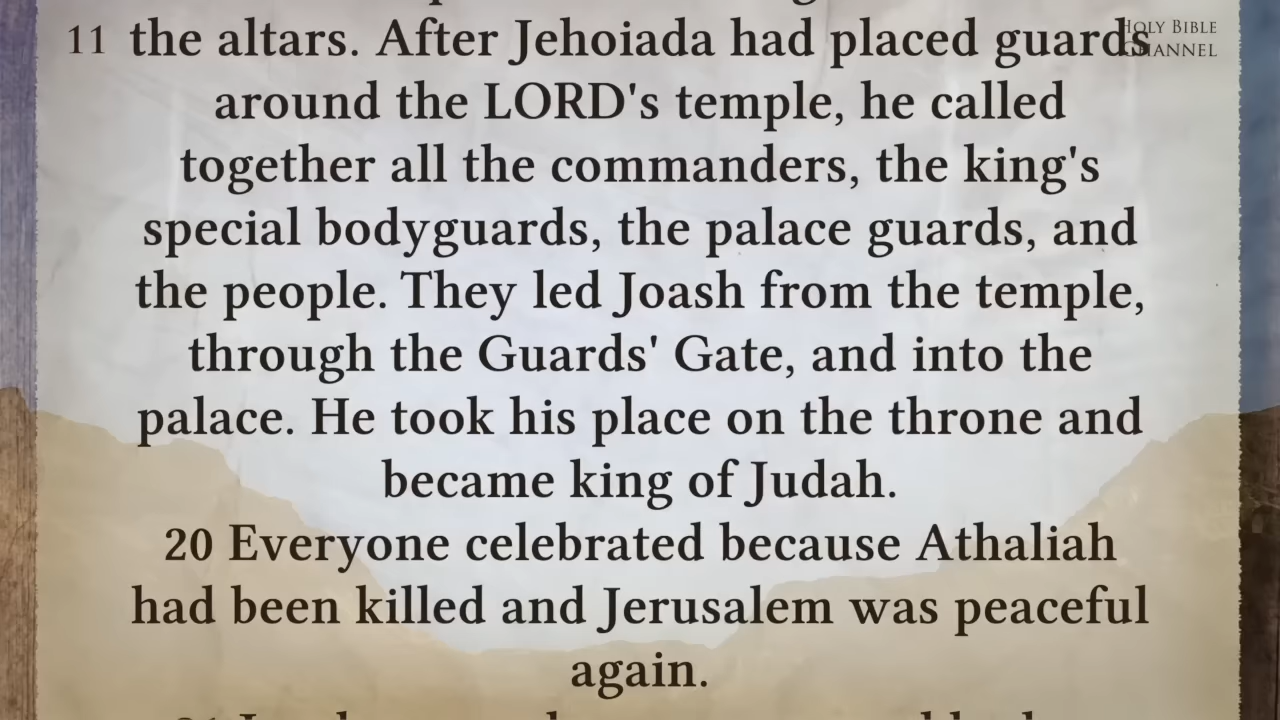 11 the altars. After Jehoiada had placed guards
HOLY BIBLE
CHANNEL
around the LORD's temple, he called
together all the commanders, the king's
special bodyguards, the palace guards, and
the people. They led Joash from the temple,
through the Guards' Gate, and into the
palace. He took his place on the throne and
became king of Judah.
20 Everyone celebrated because Athaliah
had been killed and Jerusalem was peaceful
again.